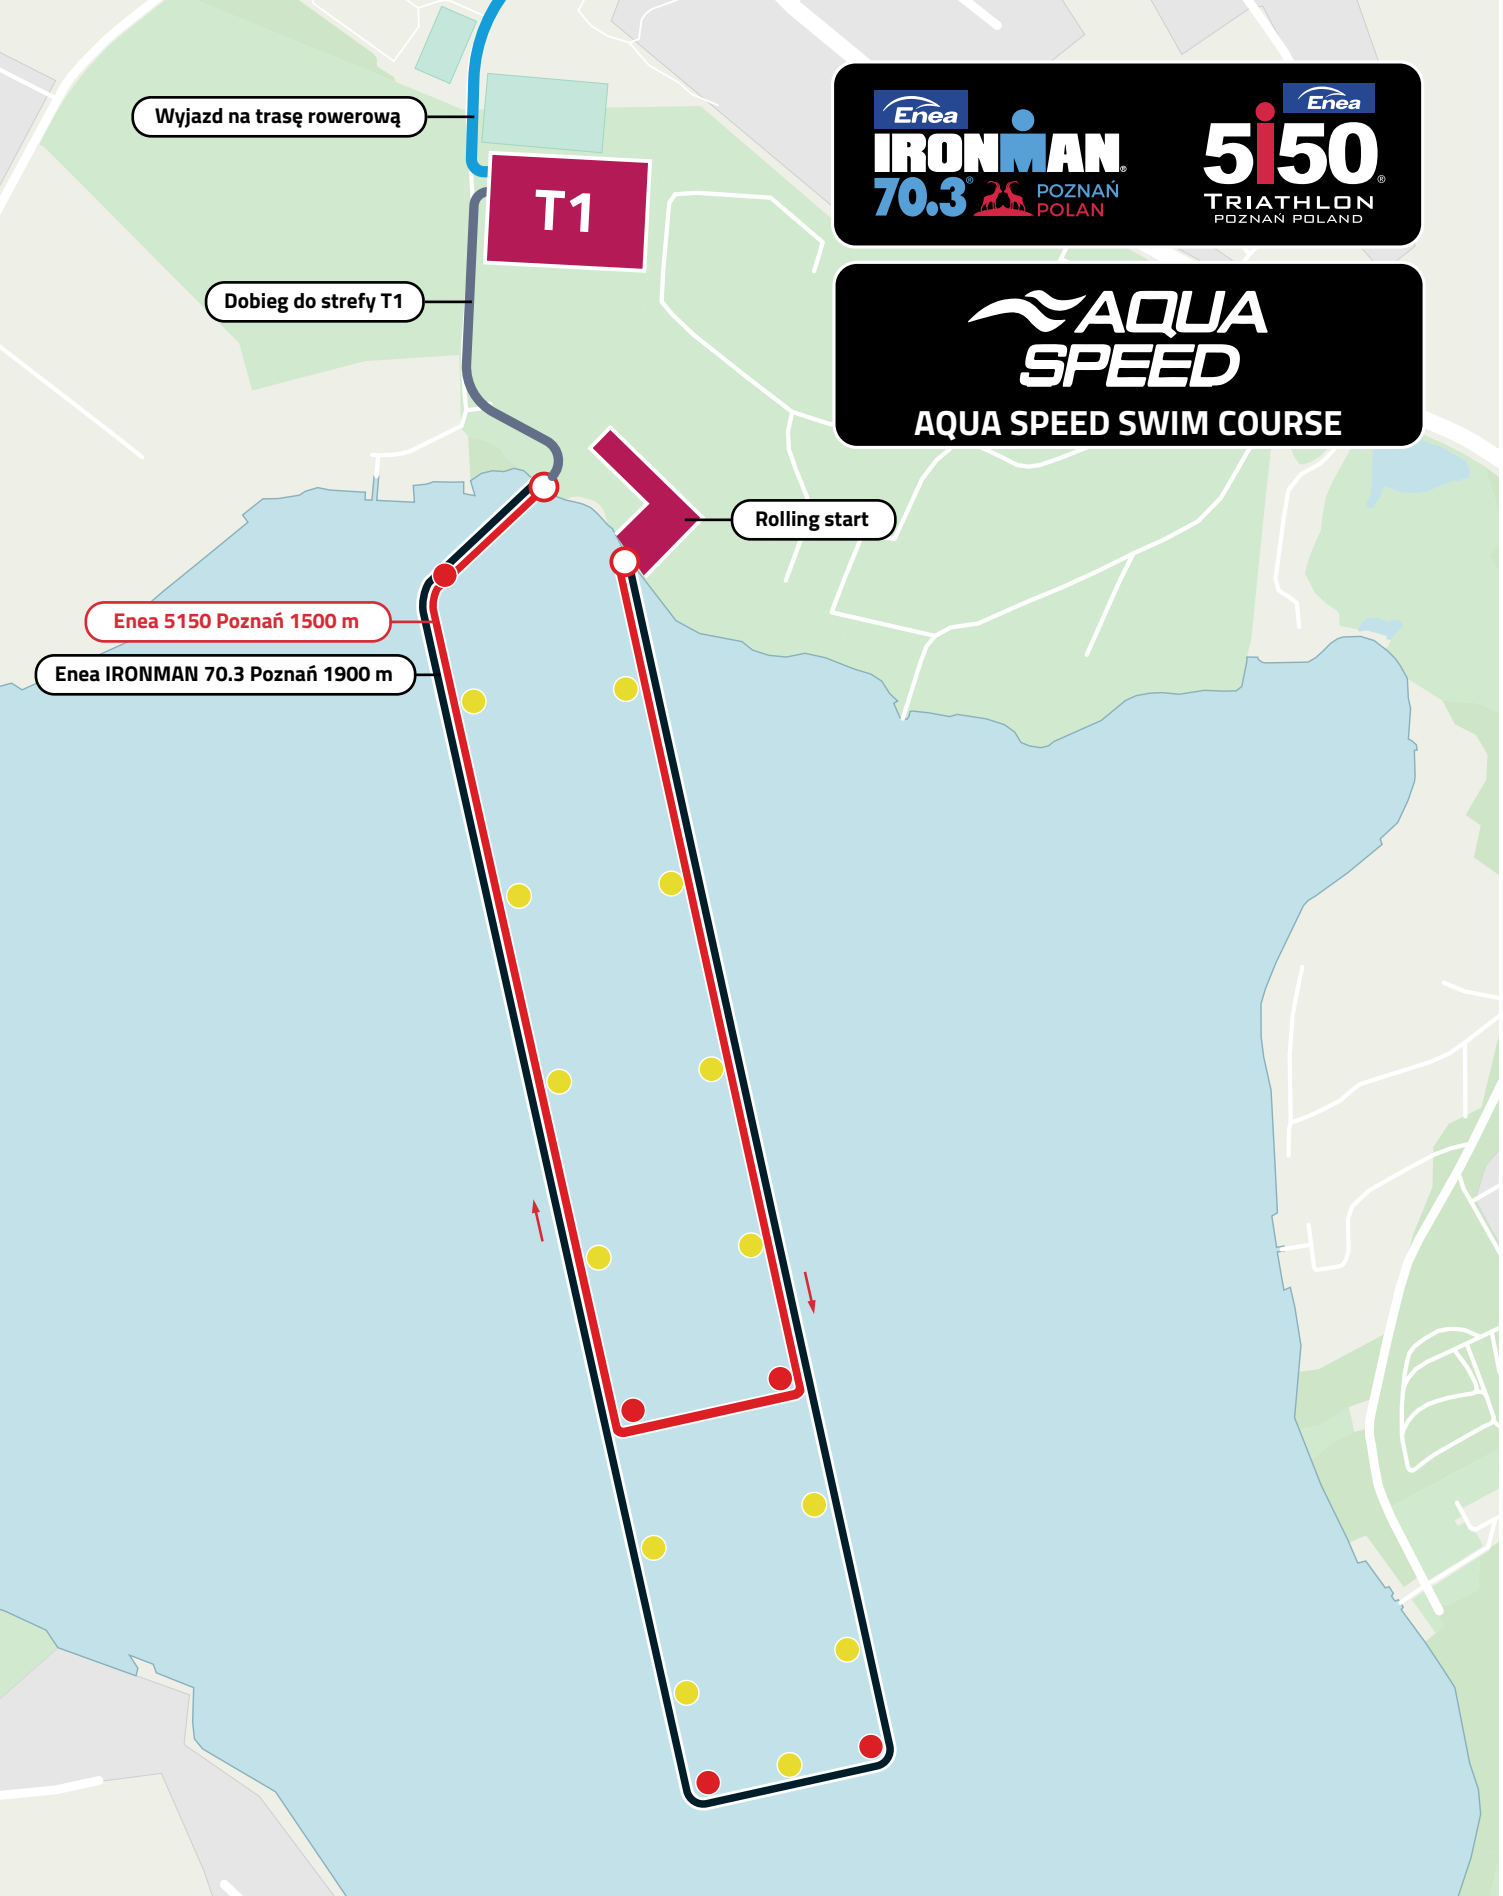 Wyjazd na trasę rowerową
T1
Dobieg do strefy T1
Enea
IRONMAN®
70.3®
POZNAŃ
POLAN
Enea
5i50®
TRIATHLON
POZNAŃ POLAND
AQUA
SPEED
AQUA SPEED SWIM COURSE
Rolling start
Enea 5150 Poznań 1500 m
Enea IRONMAN 70.3 Poznań 1900 m